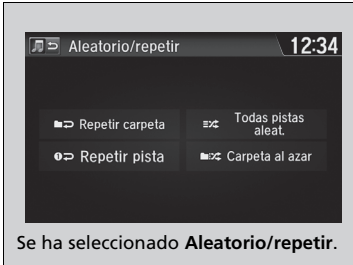 Aleatorio/repetir
12:34
Repetir carpeta
Todas pistas
aleat.
Repetir pista
Carpeta al azar
Se ha seleccionado Aleatorio/repetir.